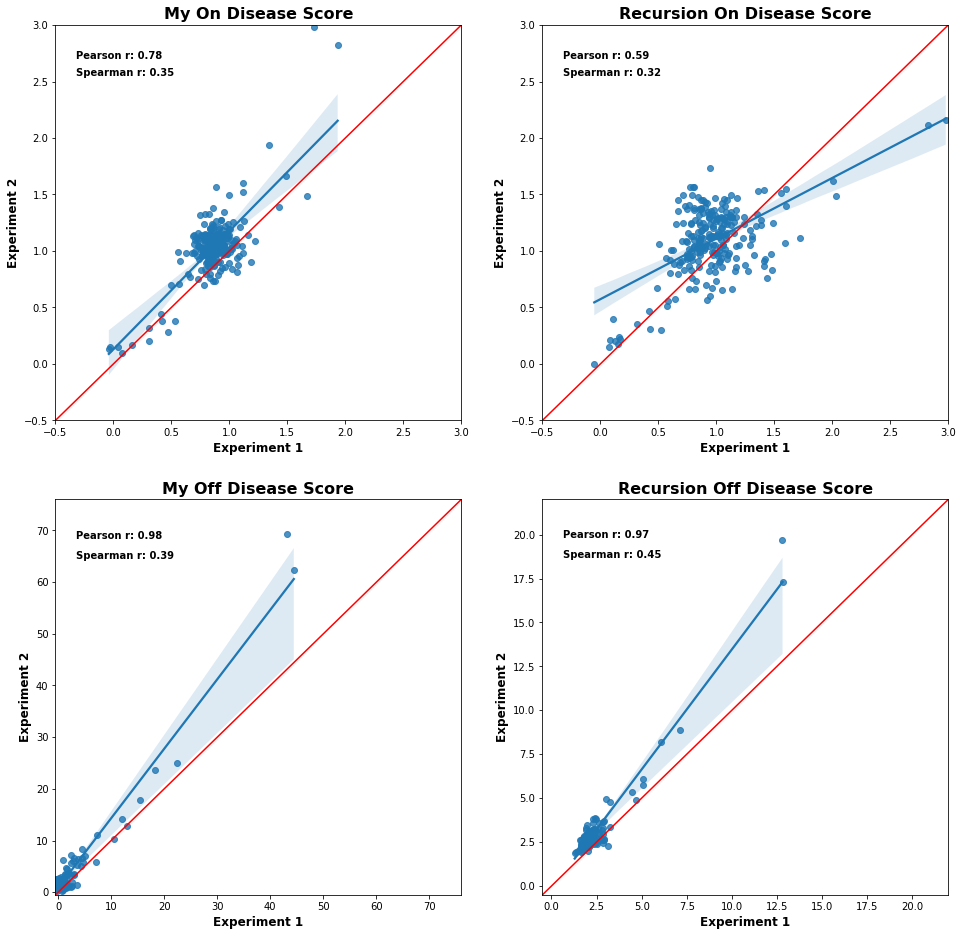 My On Disease Score
Pearson r: 0.78
Spearman r: 0.35
Experiment 2
3.0
2.5
2.0
1.5
1.0
0.5
0.0
−0.5
−0.5 0.0 0.5 1.0 1.5 2.0 2.5 3.0
Experiment 1
Recursion On Disease Score
Pearson r: 0.59
Spearman r: 0.32
Experiment 2
3.0
2.5
2.0
1.5
1.0
0.5
0.0
−0.5
−0.5 0.0 0.5 1.0 1.5 2.0 2.5 3.0
Experiment 1
My Off Disease Score
Pearson r: 0.98
Spearman r: 0.39
Experiment 2
70
60
50
40
30
20
10
0
0 10 20 30 40 50 60 70
Experiment 1
Recursion Off Disease Score
Pearson r: 0.97
Spearman r: 0.45
Experiment 2
20.0
17.5
15.0
12.5
10.0
7.5
5.0
2.5
0.0
0.0 2.5 5.0 7.5 10.0 12.5 15.0 17.5 20.0
Experiment 1